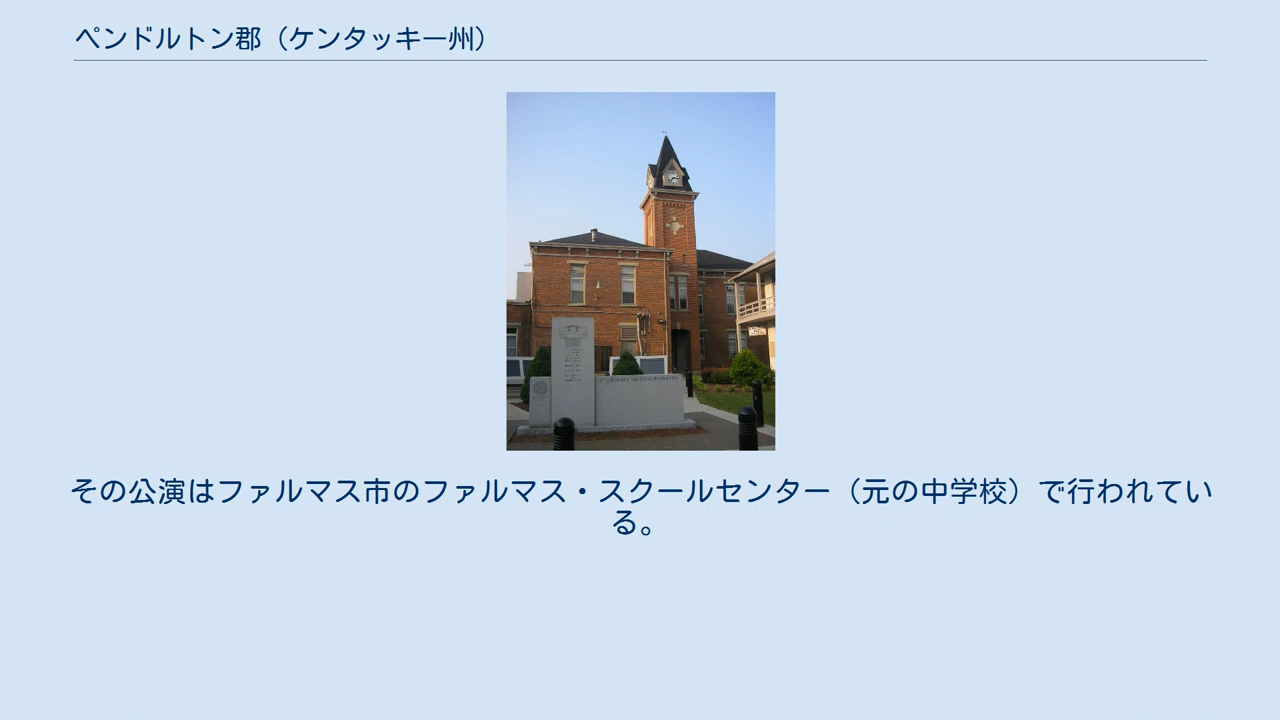 ペンドルトン郡（ケンタッキー州）
その公演はファルマス市のファルマス・スクールセンター（元の中学校）で行われてい
る。